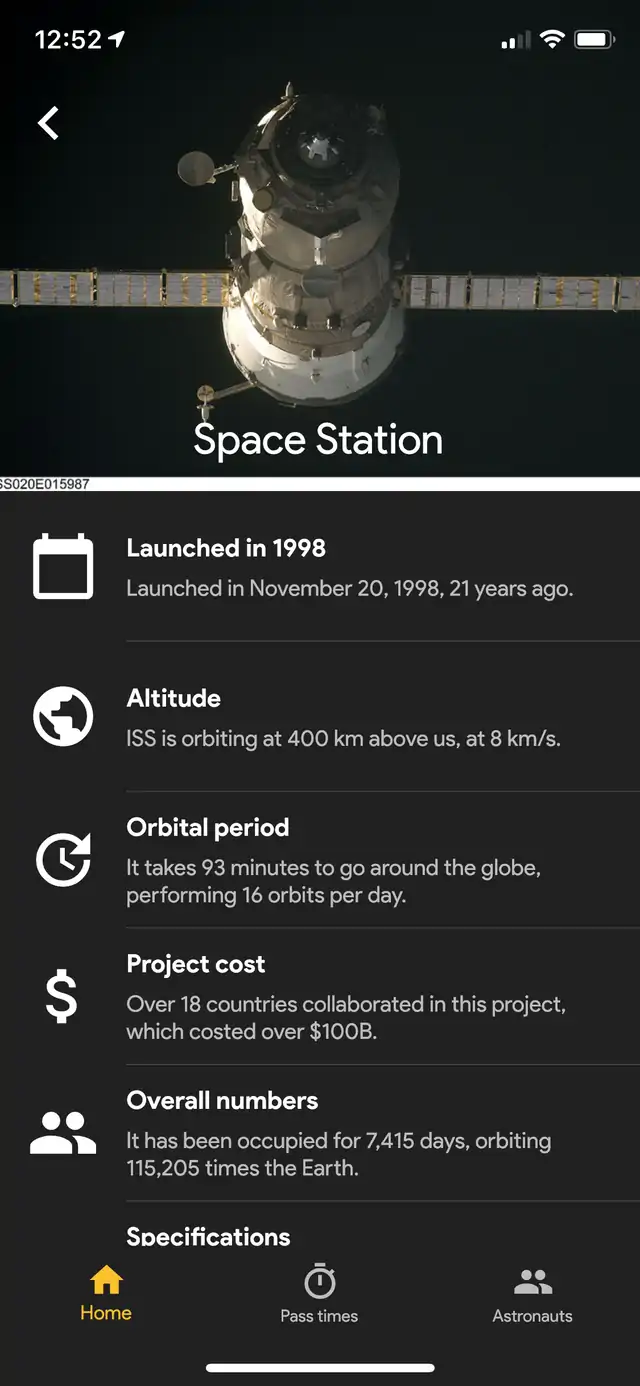 12:52
Space Station
SS020E015987
Launched in 1998
Launched in November 20, 1998, 21 years ago.
Altitude
ISS is orbiting at 400 km above us, at 8 km/s.
Orbital period
It takes 93 minutes to go around the globe,
performing 16 orbits per day.
Project cost
Over 18 countries collaborated in this project,
which costed over $100B.
Overall numbers
It has been occupied for 7,415 days, orbiting
115,205 times the Earth.
Specifications
Home
Pass times
Astronauts